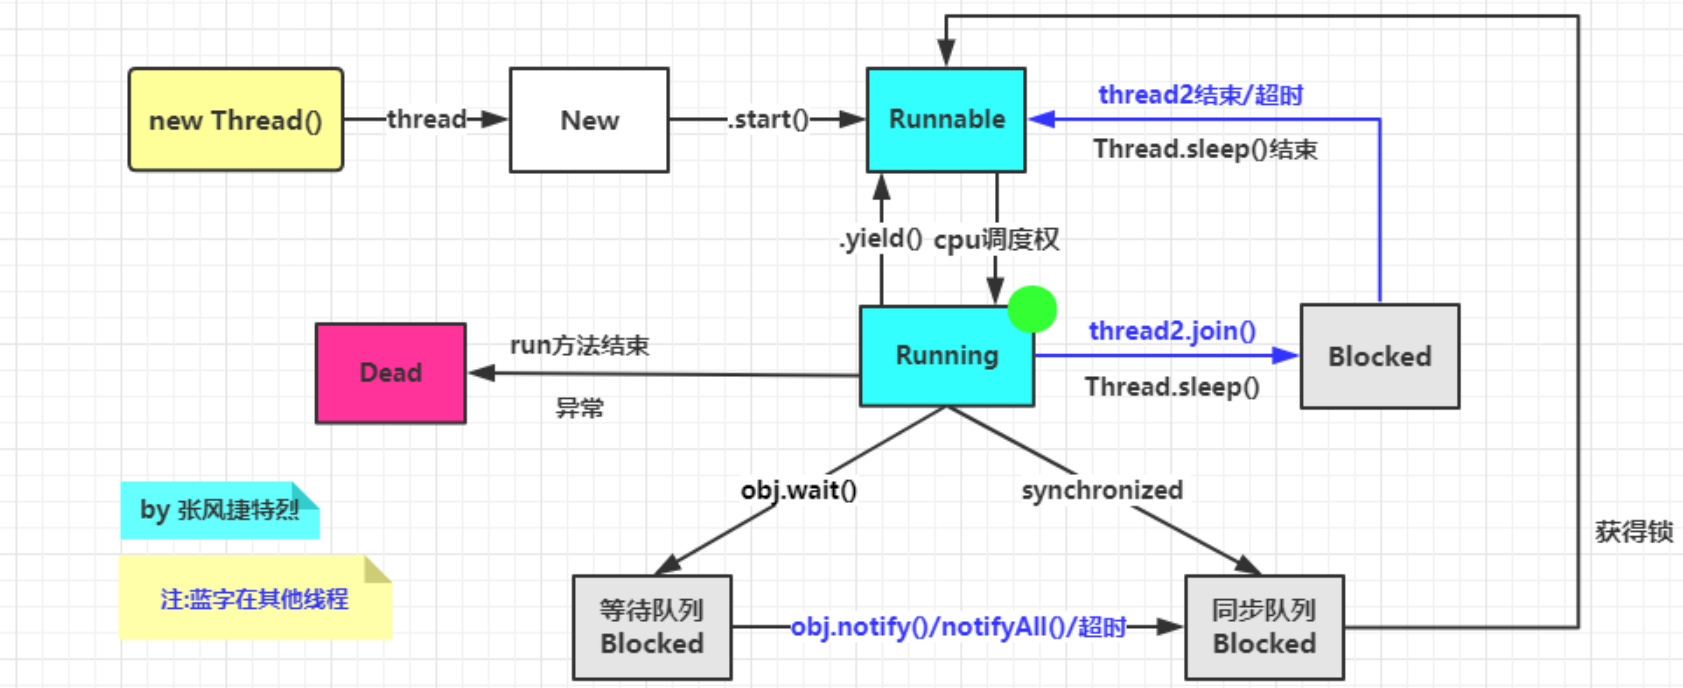 new Thread()
thread
New
.start()
Runnable
thread2结束/超时
Thread.sleep()结束
.yield()
cpu调度权
Dead
run方法结束
异常
Running
thread2.join()
Thread.sleep()
Blocked
obj.wait()
synchronized
by 张风捷特烈
注:蓝字在其他线程
获得锁
等待队列
Blocked
obj.notify()/notifyAll()/超时
同步队列
Blocked